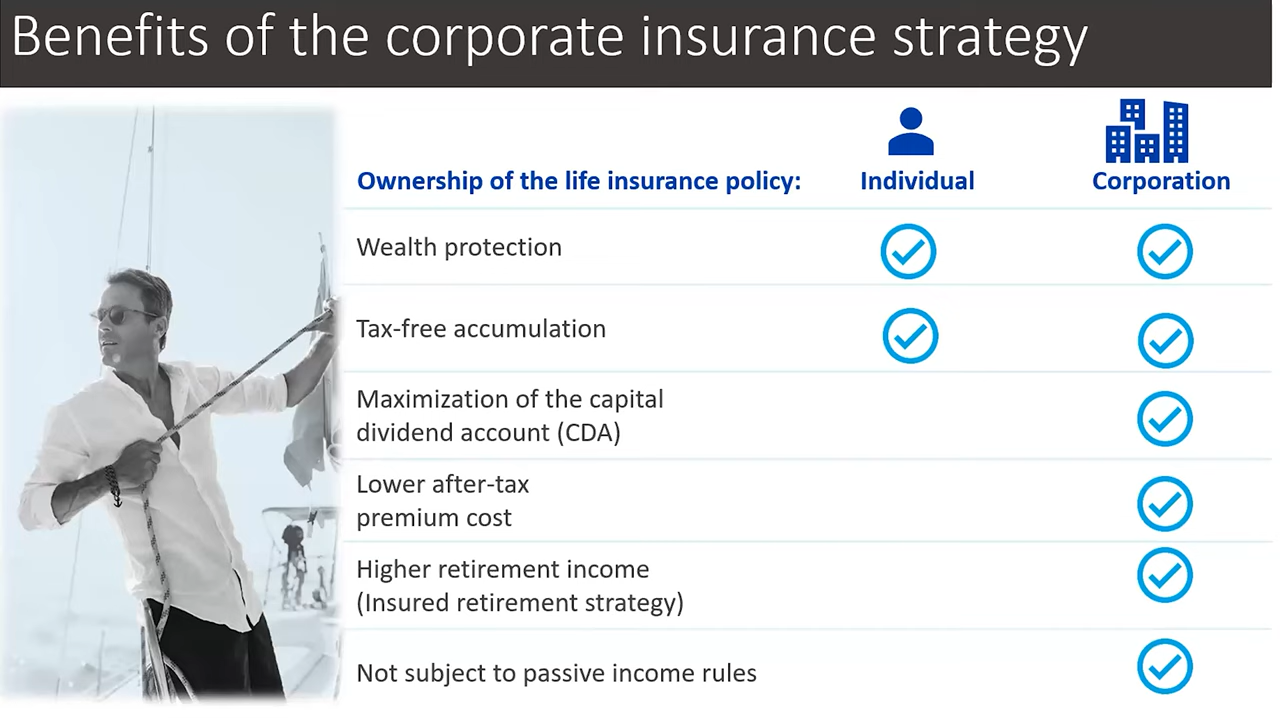 Benefits of the corporate insurance strategy
Ownership of the life insurance policy: Individual Corporation
Wealth protection
Tax-free accumulation
Maximization of the capital
dividend account (CDA)
Lower after-tax
premium cost
Higher retirement income
(Insured retirement strategy)
Not subject to passive income rules